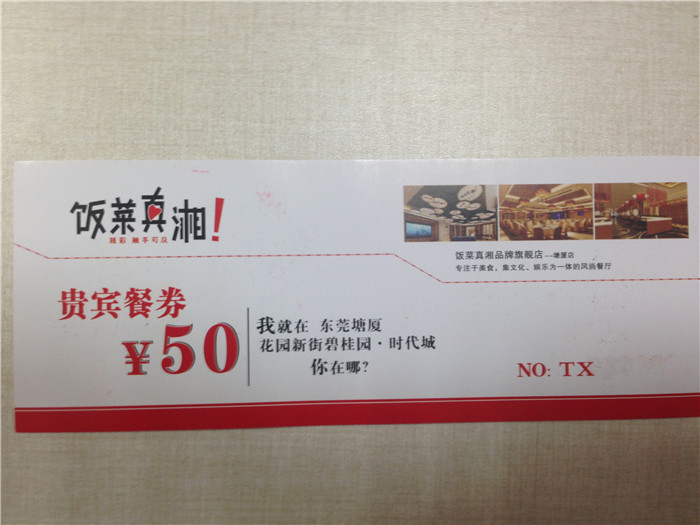 饭菜真湘!
精彩 触手可及
饭菜真湘品牌旗舰店---塘厦店
专注于美食，集文化、娱乐为一体的风尚餐厅
贵宾餐券
¥50
我就在 东莞塘厦
花园新街碧桂园·时代城
你在哪?
NO: TX